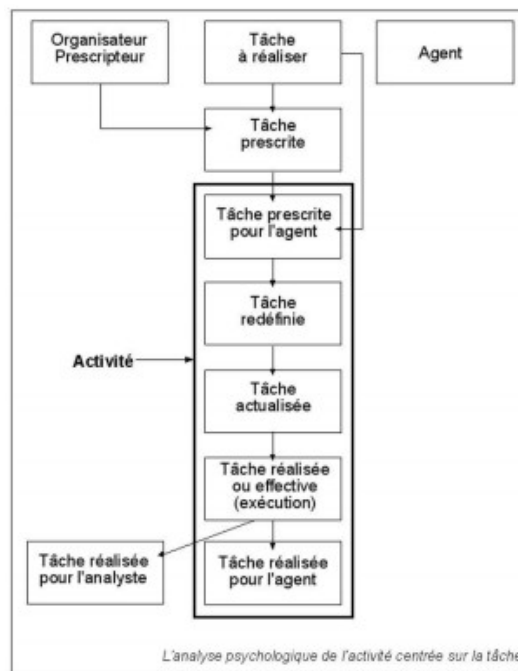 Organisateur
Prescripteur
Tâche
à réaliser
Agent
Tâche
prescrite
Tâche prescrite
pour l'agent
Tâche
redéfinie
Activité
Tâche
actualisée
Tâche réalisée
ou effective
(exécution)
Tâche réalisée
pour l'analyste
Tâche réalisée
pour l'agent
L'analyse psychologique de l'activité centrée sur la tâche